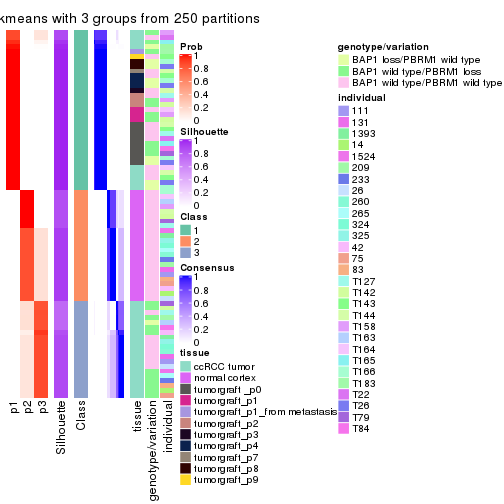 kmeans with 3 groups from 250 partitions
Prob
1
0.8
0.6
0.4
0.2
0
Silhouette
1
0.8
0.6
0.4
0.2
0
Class
1
2
3
Consensus
1
0.8
0.6
0.4
0.2
0
tissue
ccRCC tumor
normal cortex
tumorgraft_p0
tumorgraft_p1
tumorgraft_p1_from metastasis
tumorgraft_p2
tumorgraft_p3
tumorgraft_p4
tumorgraft_p7
tumorgraft_p8
tumorgraft_p9
genotype/variation
BAP1 loss/PBRM1 wild type
BAP1 wild type/PBRM1 loss
BAP1 wild type/PBRM1 wild type
individual
111
131
1393
14
1524
209
233
26
260
265
324
325
42
75
83
T127
T142
T143
T144
T158
T163
T164
T165
T166
T183
T22
T26
T79
T84
p1
p2
p3
Silhouette
Class
tissue
genotype/variation
individual